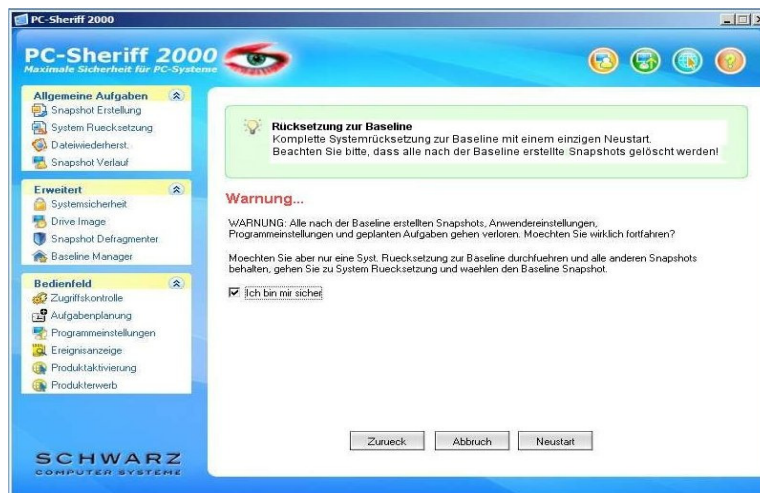 PC-Sheriff 2000
PC-Sheriff 2000
Maximale Sicherheit für PC-Systeme
Allgemeine Aufgaben
Snapshot Erstellung
System Ruecksetzung
Dateiwiederherst.
Snapshot Verlauf
Erweitert
Systemsicherheit
Drive Image
Snapshot Defragmenter
Baseline Manager
Bedienfeld
Zugriffskontrolle
Aufgabenplanung
Programmeinstellungen
Ereignisanzeige
Produktaktivierung
Produkterwerb
SCHWARZ
COMPUTER SYSTEME
Rücksetzung zur Baseline
Komplette Systemrücksetzung zur Baseline mit einem einzigen Neustart.
Beachten Sie bitte, dass alle nach der Baseline erstellte Snapshots gelöscht werden!
Warnung...
WARNUNG: Alle nach der Baseline erstellten Snapshots, Anwendereinstellungen,
Programmeinstellungen und geplanten Aufgaben gehen verloren. Moechten Sie wirklich fortfahren?
Moechten Sie aber nur eine Syst. Ruecksetzung zur Baseline durchfuehren und alle anderen Snapshots
behalten, gehen Sie zu System Ruecksetzung und waehlen den Baseline Snapshot.
Ich bin mir sicher
Zurueck
Abbruch
Neustart